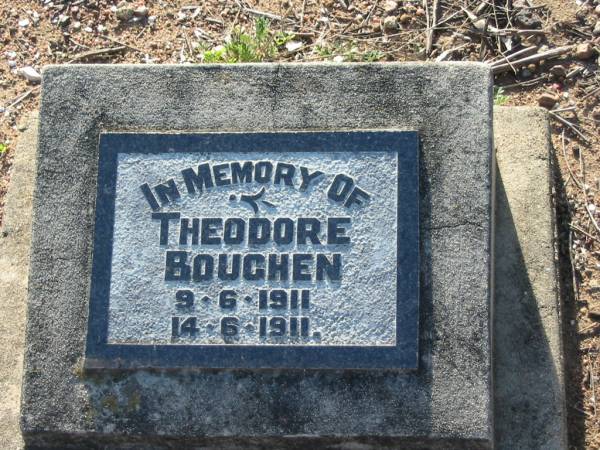 IN MEMORY OF
THEODORE
BOUGHEN
9·6·1911
14·6·1911.